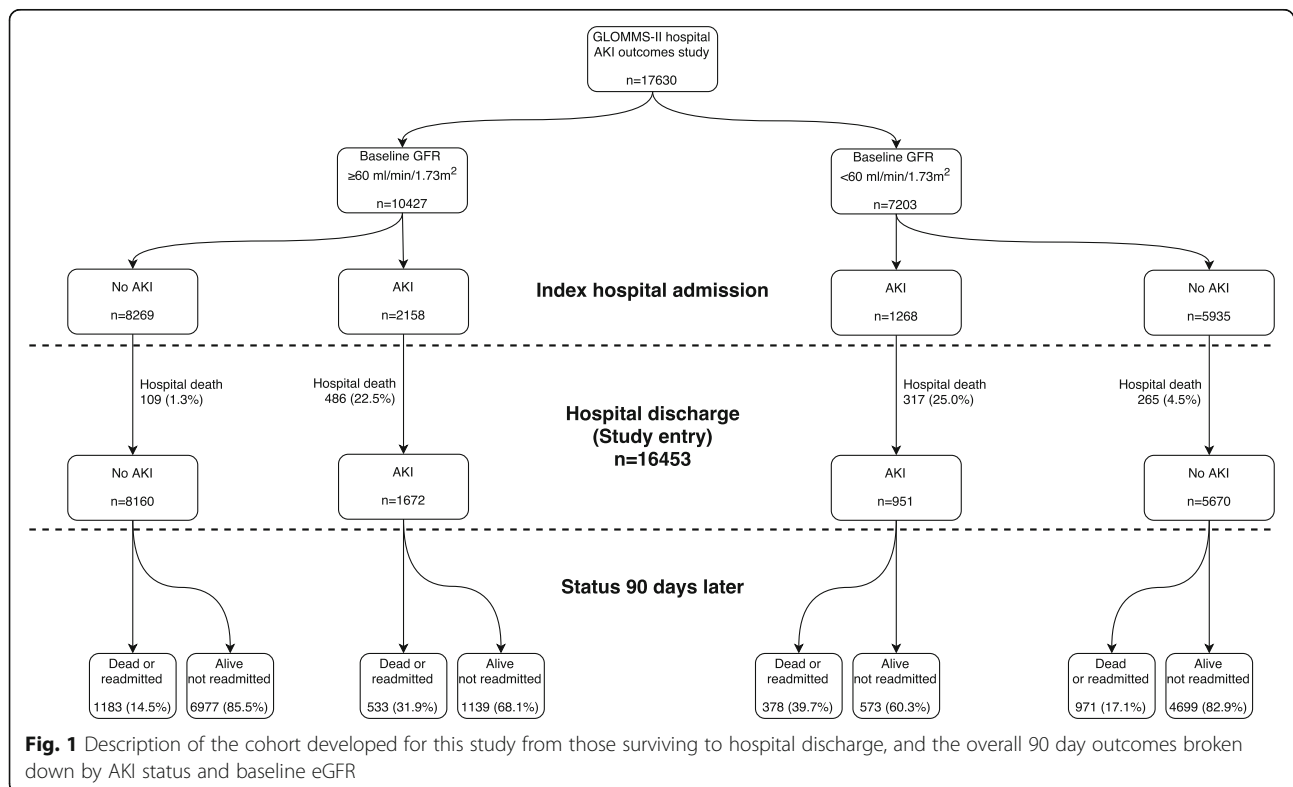 GLOMMS-II hospital
AKI outcomes study
n=17630
Baseline GFR
≥60 ml/min/1.73m²
n=10427
Baseline GFR
<60 ml/min/1.73m²
n=7203
No AKI
n=8269
AKI
n=2158
Index hospital admission
AKI
n=1268
No AKI
n=5935
Hospital death
109 (1.3%)
Hospital death
486 (22.5%)
Hospital death
317 (25.0%)
Hospital death
265 (4.5%)
Hospital discharge
(Study entry)
n=16453
No AKI
n=8160
AKI
n=1672
AKI
n=951
No AKI
n=5670
Status 90 days later
Dead or
readmitted
1183 (14.5%)
Alive
not readmitted
6977 (85.5%)
Dead or
readmitted
533 (31.9%)
Alive
not readmitted
1139 (68.1%)
Dead or
readmitted
378 (39.7%)
Alive
not readmitted
573 (60.3%)
Dead
or readmitted
971 (17.1%)
Alive
not readmitted
4699 (82.9%)
Fig. 1 Description of the cohort developed for this study from those surviving to hospital discharge, and the overall 90 day outcomes broken
down by AKI status and baseline eGFR